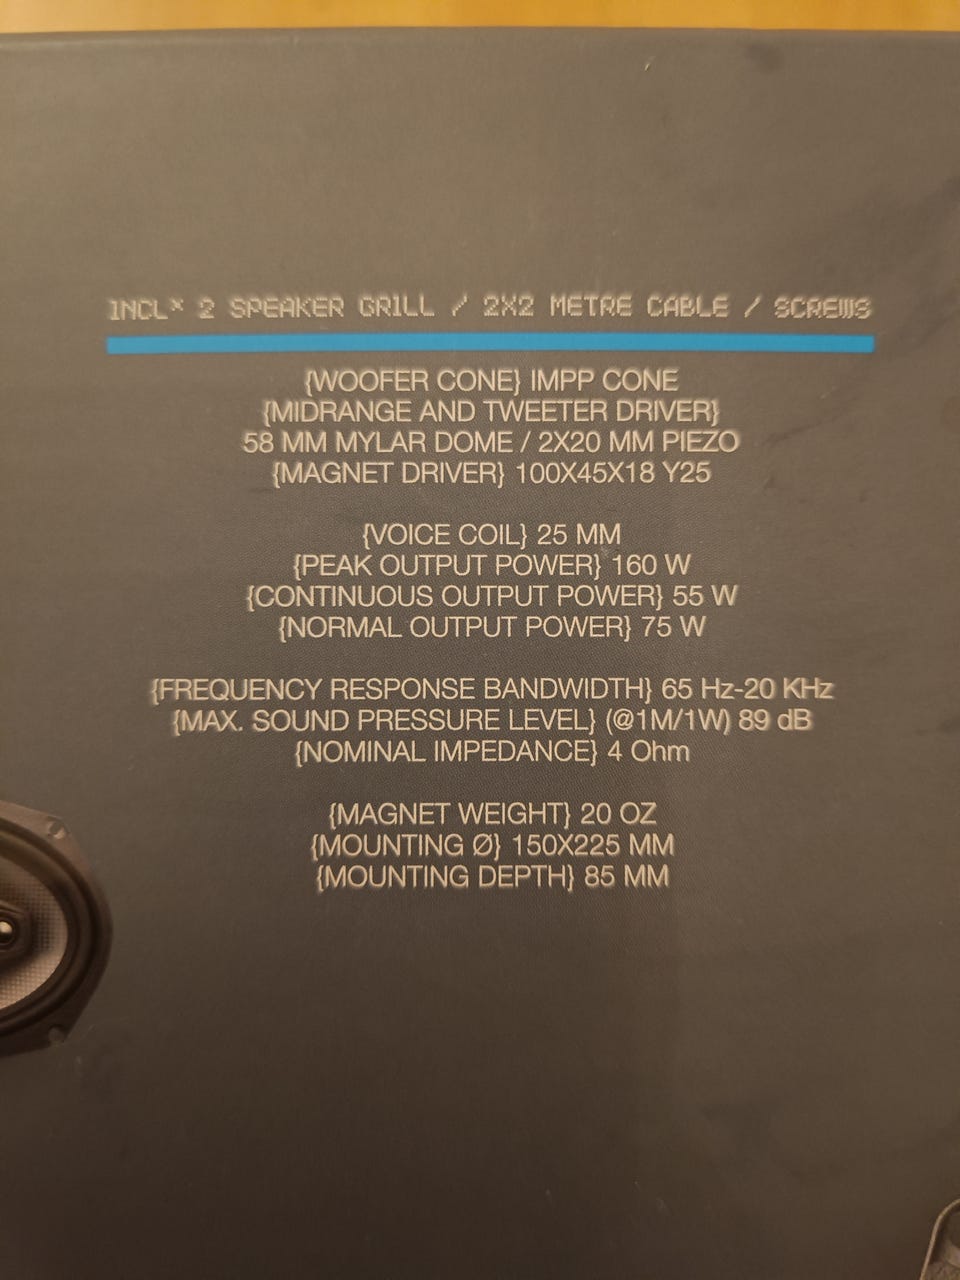 INCL* 2 SPEAKER GRILL / 2X2 METRE CABLE / SCREWS
{WOOFER CONE} IMPP CONE
{MIDRANGE AND TWEETER DRIVER}
58 MM MYLAR DOME / 2X20 MM PIEZO
{MAGNET DRIVER} 100X45X18 Y25
{VOICE COIL} 25 MM
{PEAK OUTPUT POWER} 160 W
{CONTINUOUS OUTPUT POWER} 55 W
{NORMAL OUTPUT POWER} 75 W
{FREQUENCY RESPONSE BANDWIDTH} 65 Hz-20 KHz
{MAX. SOUND PRESSURE LEVEL} (@1M/1W) 89 dB
{NOMINAL IMPEDANCE} 4 Ohm
{MAGNET WEIGHT} 20 OZ
{MOUNTING Ø} 150X225 MM
{MOUNTING DEPTH} 85 MM